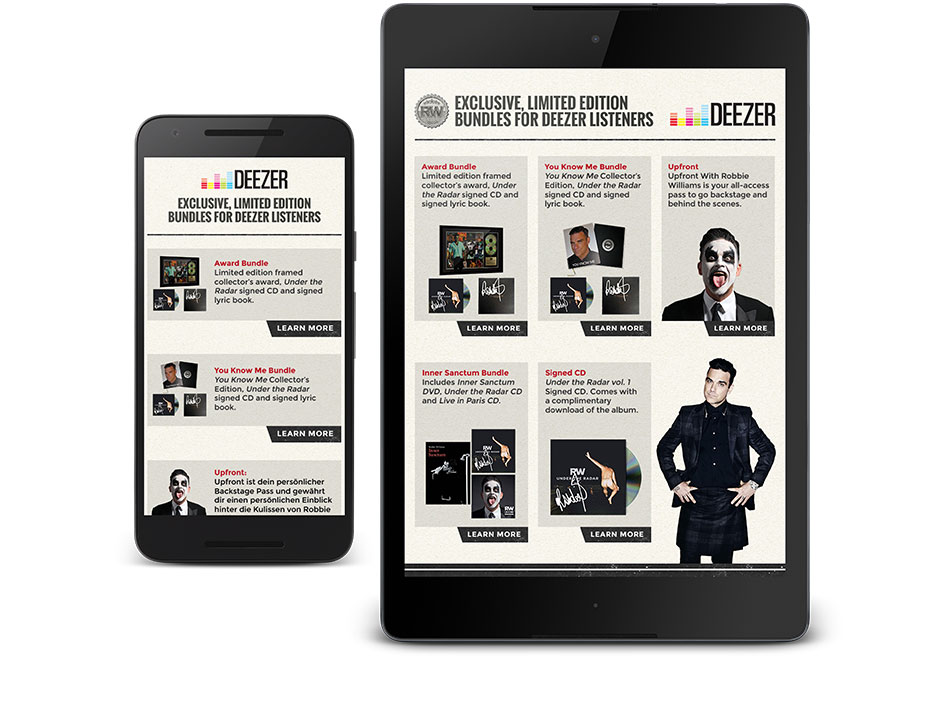 DEEZER
EXCLUSIVE, LIMITED EDITION
BUNDLES FOR DEEZER LISTENERS
Award Bundle
Limited edition framed
collector's award, Under the
Radar signed CD and signed
lyric book.
LEARN MORE
You Know Me Bundle
You Know Me Collector's
Edition, Under the Radar
signed CD and signed lyric
book.
LEARN MORE
Upfront:
Upfront ist dein persönlicher
Backstage Pass und gewährt
dir einen persönlichen Einblick
hinter die Kulissen von Robbie
RW
EXCLUSIVE, LIMITED EDITION
BUNDLES FOR DEEZER LISTENERS
DEEZER
Award Bundle
Limited edition framed
collector's award, Under
the Radar signed CD and
signed lyric book.
LEARN MORE
You Know Me Bundle
You Know Me Collector's
Edition, Under the Radar
signed CD and signed
lyric book.
YOU KNOW ME
LEARN MORE
Upfront
Upfront With Robbie
Williams is your all-access
pass to go backstage and
behind the scenes.
LEARN MORE
Inner Sanctum Bundle
Includes Inner Sanctum
DVD, Under the Radar CD
and Live in Paris CD.
Inner
Sanctum
RW
LEARN MORE
Signed CD
Under the Radar vol. 1
Signed CD. Comes with
a complimentary
download of the album.
RW
UNDER THE RADAR
LEARN MORE